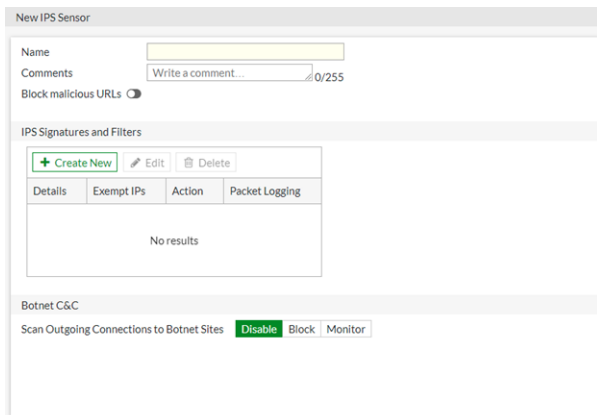 New IPS Sensor
Name
Comments Write a comment... 0/255
Block malicious URLs
IPS Signatures and Filters
+ Create New Edit Delete
Details Exempt IPs Action Packet Logging
No results
Botnet C&C
Scan Outgoing Connections to Botnet Sites Disable Block Monitor